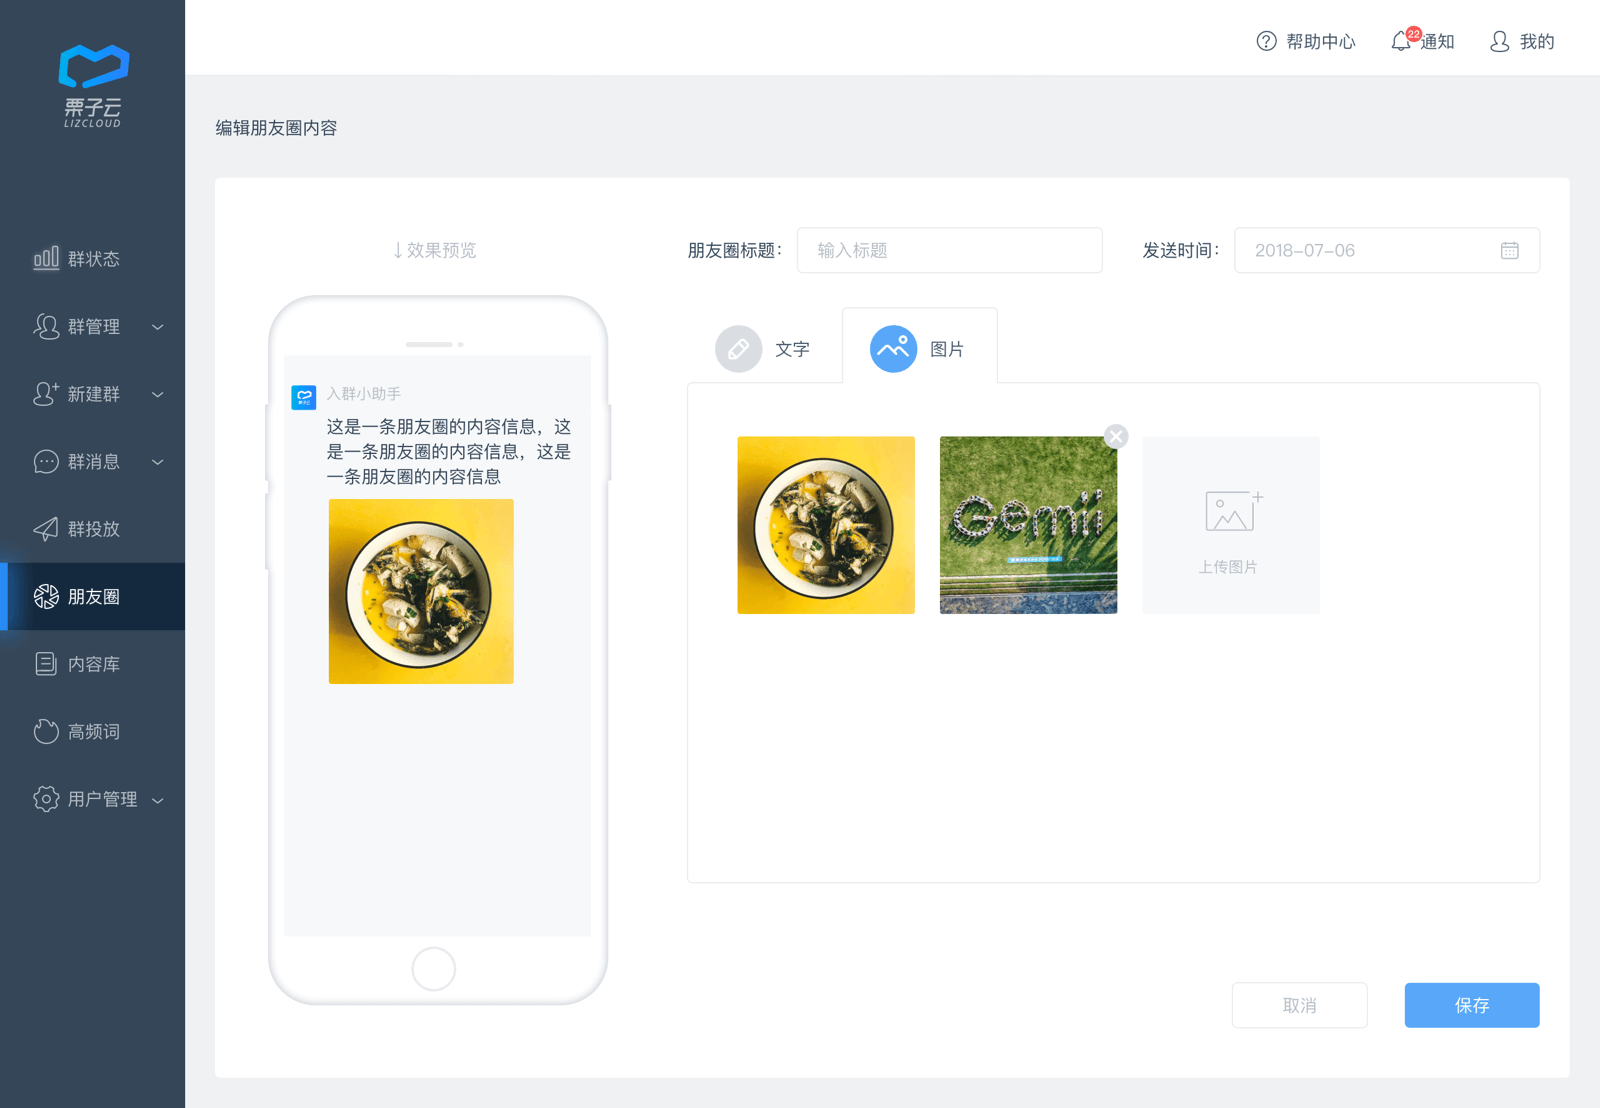 帮助中心
22
通知
我的
栗子云
LIZCLOUD
编辑朋友圈内容
群状态
群管理
新建群
群消息
群投放
朋友圈
内容库
高频词
用户管理
↓效果预览
入群小助手
这是一条朋友圈的内容信息，这
是一条朋友圈的内容信息，这是
一条朋友圈的内容信息
朋友圈标题：
输入标题
发送时间：
2018-07-06
文字
图片
Gemii
上传图片
取消
保存